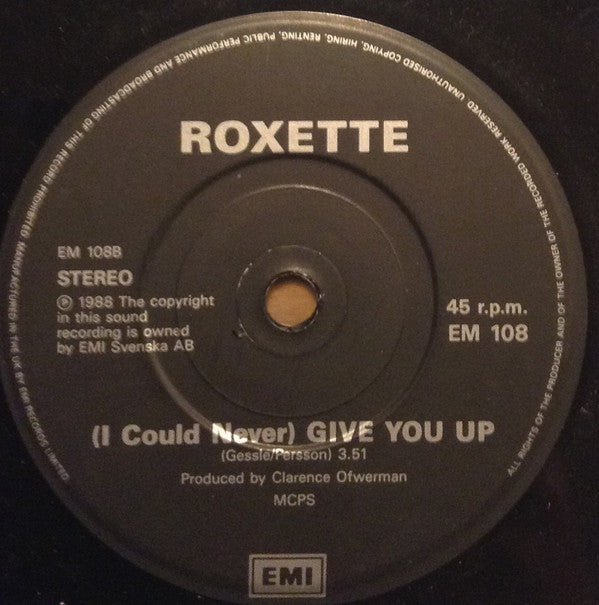 ALL RIGHTS OF THE PRODUCER AND OF THE OWNER OF THE RECORDED WORK RESERVED UNAUTHORISED COPYING, HIRING, RENTING, PUBLIC PERFORMANCE AND BROADCASTING OF THIS RECORD PROHIBITED MANUFACTURED IN THE UK BY EMI RECORDS LIMITED
ROXETTE
EM 108B
STEREO
℗ 1988 The copyright
in this sound
recording is owned
by EMI Svenska AB
45 r.p.m.
EM 108
(I Could Never) GIVE YOU UP
(Gessle/Persson) 3.51
Produced by Clarence Ofwerman
MCPS
EMI